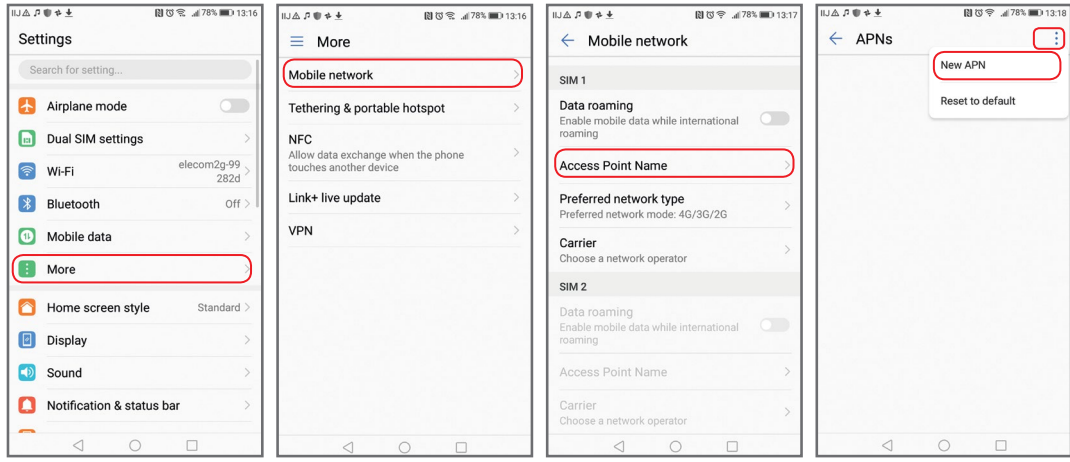 IIJ 78% 13:16
Settings
Search for setting...
Airplane mode
Dual SIM settings
Wi-Fi
elecom2g-99
282d
Bluetooth
Off
Mobile data
More
Home screen style
Standard
Display
Sound
Notification & status bar
IIJ 78% 13:16
More
Mobile network
Tethering & portable hotspot
NFC
Allow data exchange when the phone
touches another device
Link+ live update
VPN
IIJ 78% 13:17
Mobile network
SIM 1
Data roaming
Enable mobile data while international
roaming
Access Point Name
Preferred network type
Preferred network mode: 4G/3G/2G
Carrier
Choose a network operator
SIM 2
Data roaming
Enable mobile data while international
roaming
Access Point Name
Carrier
Choose a network operator
IIJ 78% 13:18
APNs
New APN
Reset to default